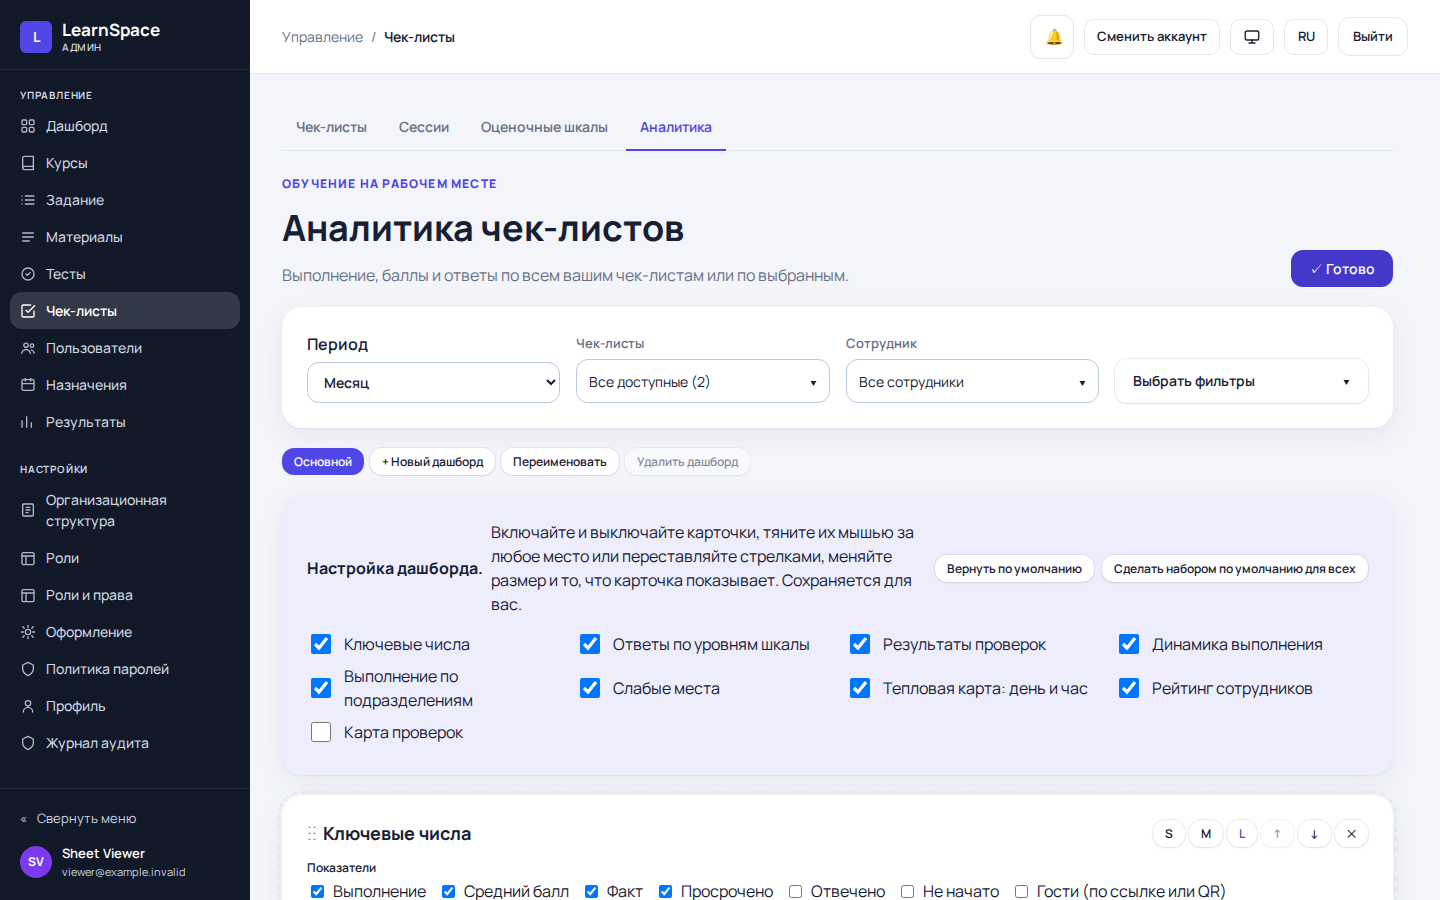 L
LearnSpace
АДМИН
УПРАВЛЕНИЕ
Дашборд
Курсы
Задание
Материалы
Тесты
Чек-листы
Пользователи
Назначения
Результаты
НАСТРОЙКИ
Организационная
структура
Роли
Роли и права
Оформление
Политика паролей
Профиль
Журнал аудита
« Свернуть меню
SV
Sheet Viewer
viewer@example.invalid
Управление / Чек-листы
Сменить аккаунт
RU
Выйти
Чек-листы Сессии Оценочные шкалы Аналитика
ОБУЧЕНИЕ НА РАБОЧЕМ МЕСТЕ
Аналитика чек-листов
Выполнение, баллы и ответы по всем вашим чек-листам или по выбранным.
✓ Готово
Период
Месяц
Чек-листы
Все доступные (2)
Сотрудник
Все сотрудники
Выбрать фильтры
Основной + Новый дашборд Переименовать Удалить дашборд
Настройка дашборда.
Включайте и выключайте карточки, тяните их мышью за
любое место или переставляйте стрелками, меняйте
размер и то, что карточка показывает. Сохраняется для
вас.
Вернуть по умолчанию Сделать набором по умолчанию для всех
Ключевые числа Ответы по уровням шкалы Результаты проверок Динамика выполнения
Выполнение по
подразделениям
Слабые места Тепловая карта: день и час Рейтинг сотрудников
Карта проверок
Ключевые числа
S M L ↑ ↓ ×
Показатели
Выполнение Средний балл Факт Просрочено Отвечено Не начато Гости (по ссылке или QR)